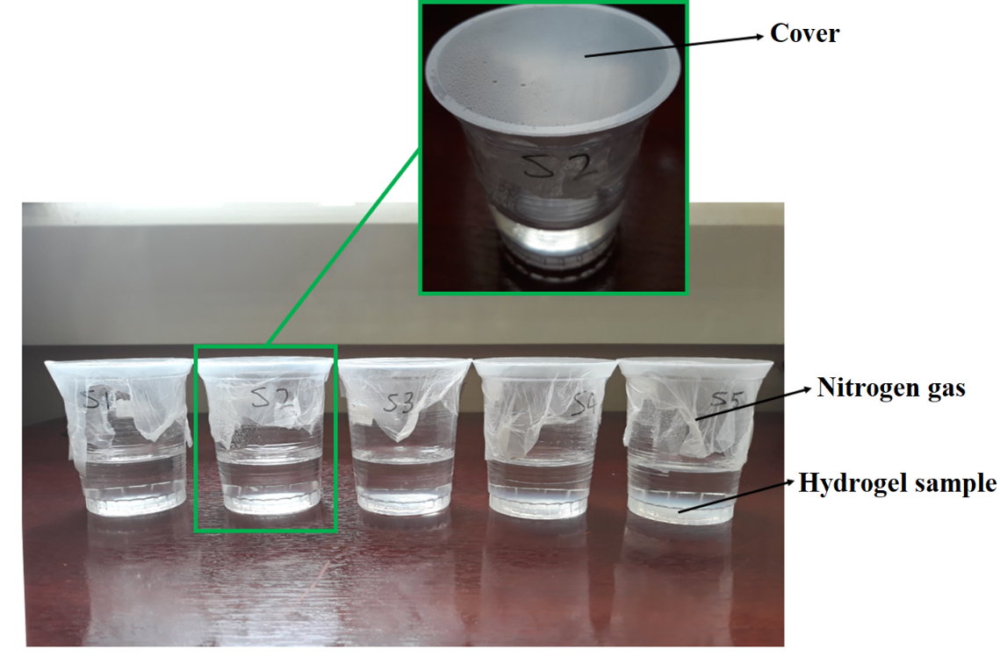 Cover
S2
S1
S2
S3
S4
S5
Nitrogen gas
Hydrogel sample